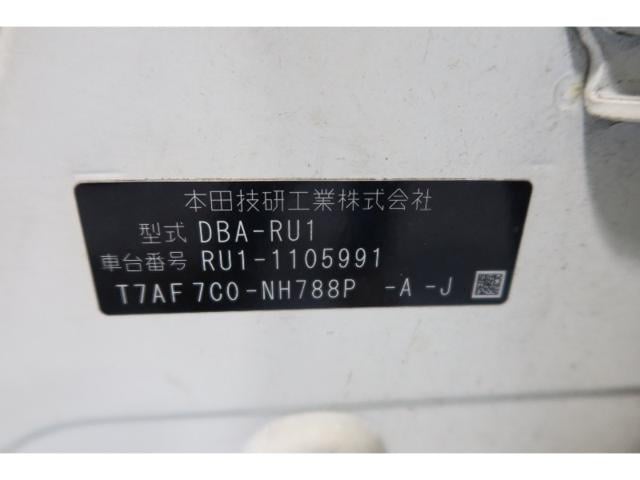 本田技研工業株式会社
型式 DBA-RU1
車台番号 RU1-1105991
T7AF7C0-NH788P -A -J